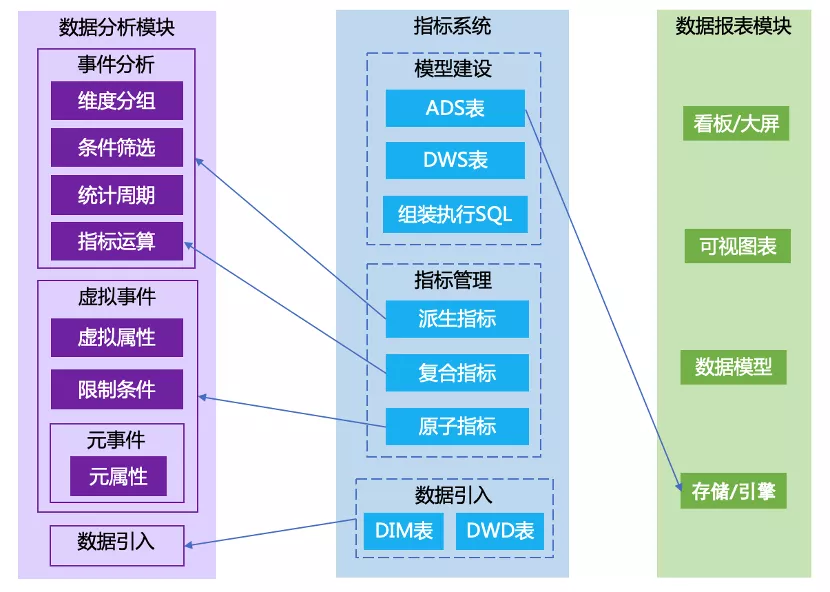 数据分析模块
事件分析
维度分组
条件筛选
统计周期
指标运算
虚拟事件
虚拟属性
限制条件
元事件
元属性
数据引入
指标系统
模型建设
ADS表
DWS表
组装执行SQL
指标管理
派生指标
复合指标
原子指标
数据引入
DIM表
DWD表
数据报表模块
看板/大屏
可视图表
数据模型
存储/引擎